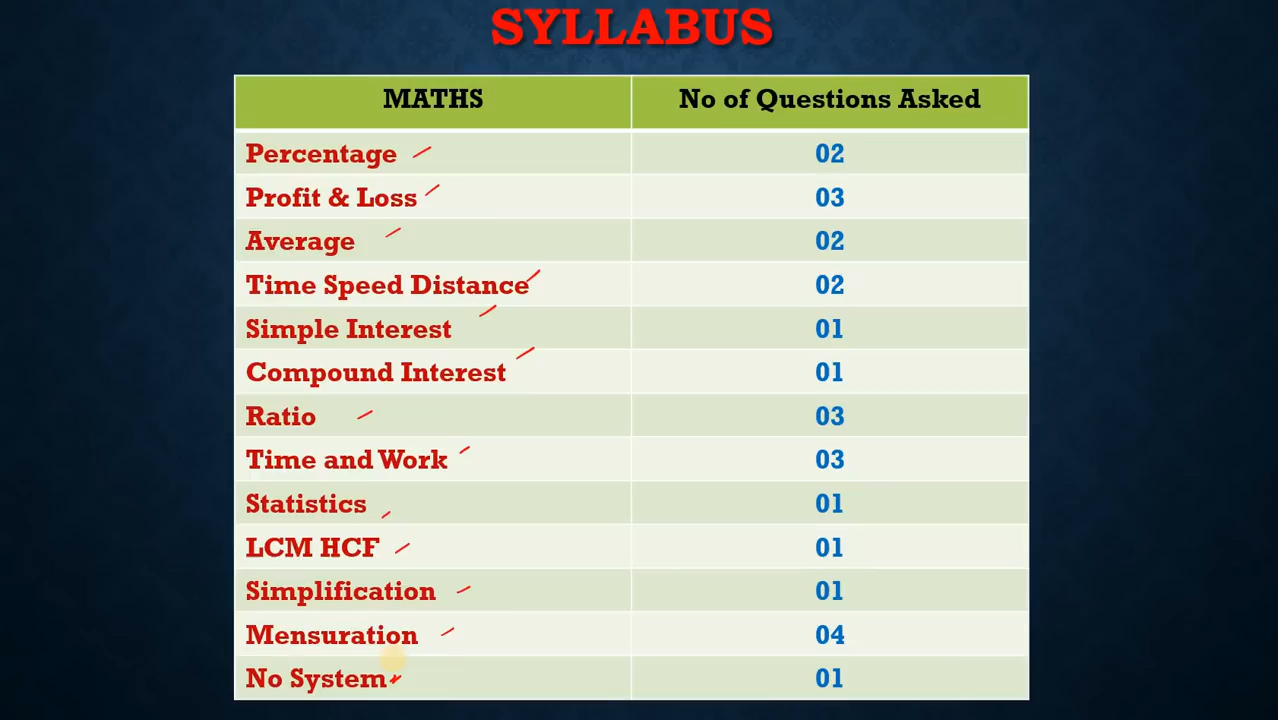 SYLLABUS
MATHS No of Questions Asked
Percentage 02
Profit & Loss 03
Average 02
Time Speed Distance 02
Simple Interest 01
Compound Interest 01
Ratio 03
Time and Work 03
Statistics 01
LCM HCF 01
Simplification 01
Mensuration 04
No System 01